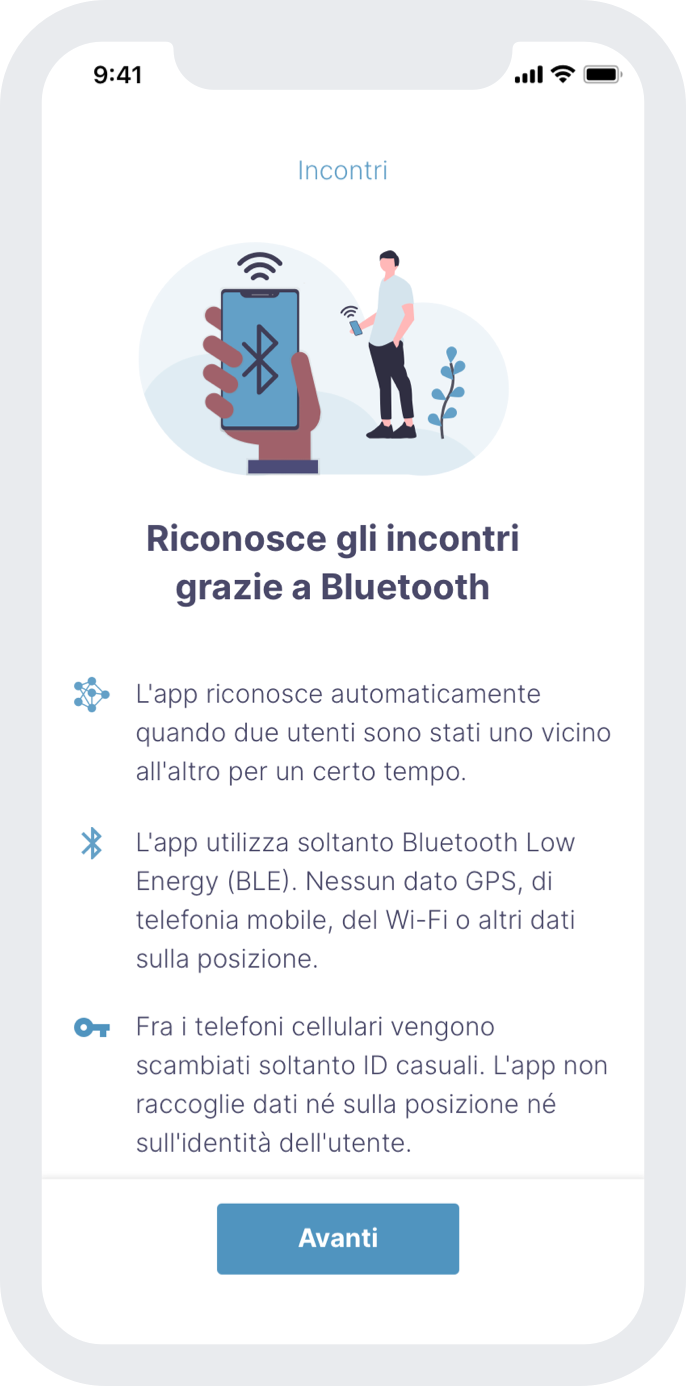 9:41
Incontri
Riconosce gli incontri
grazie a Bluetooth
L'app riconosce automaticamente
quando due utenti sono stati uno vicino
all'altro per un certo tempo.
L'app utilizza soltanto Bluetooth Low
Energy (BLE). Nessun dato GPS, di
telefonia mobile, del Wi-Fi o altri dati
sulla posizione.
Fra i telefoni cellulari vengono
scambiati soltanto ID casuali. L'app non
raccoglie dati né sulla posizione né
sull'identità dell'utente.
Avanti